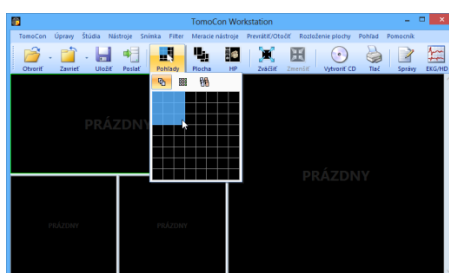 TomoCon Workstation
TomoCon Úpravy Štúdia Nástroje Snímka Filter Meracie nástroje Prevrátiť/Otočiť Rozloženie plochy Pohľad Pomocník
Otvoriť Zavrieť Uložiť Poslať Pohľady Plocha HP Zväčšiť Zmenšiť Vytvoriť CD Tlač Správy EKG/HD
PRÁZDNY
PRÁZDNY
PRÁZDNY
PRÁZDNY